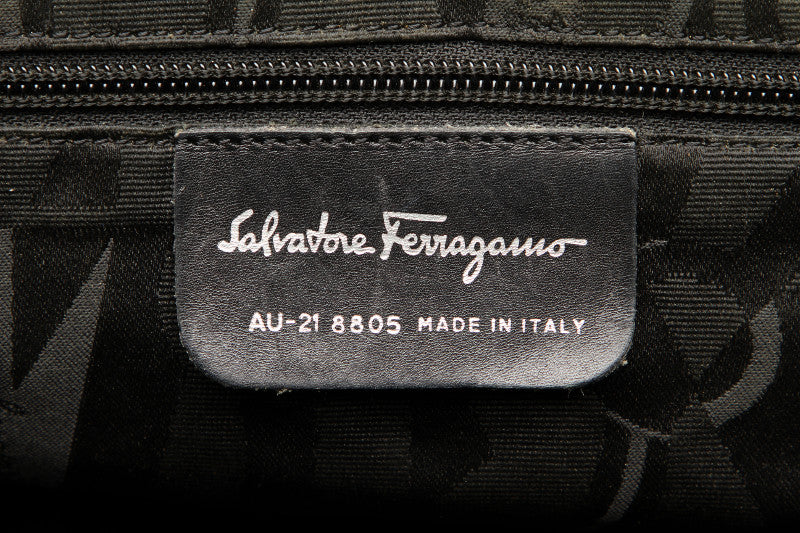 Salvatore Ferragamo
AU-21 8805 MADE IN ITALY